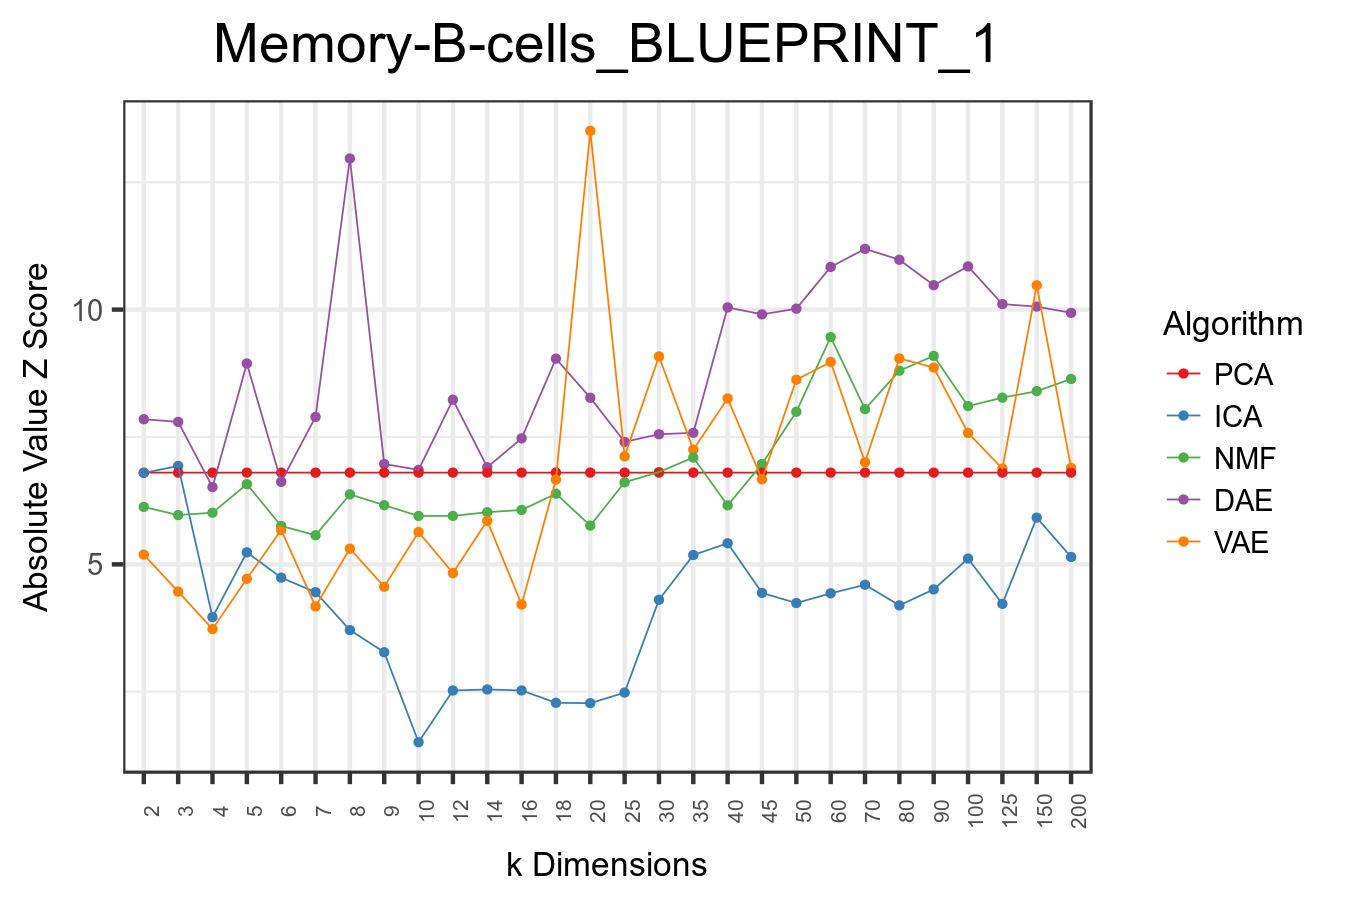 Memory-B-cells_BLUEPRINT_1
Absolute Value Z Score
10
5
2 3 4 5 6 7 8 9 10 12 14 16 18 20 25 30 35 40 45 50 60 70 80 90 100 125 150 200
k Dimensions
Algorithm
PCA
ICA
NMF
DAE
VAE